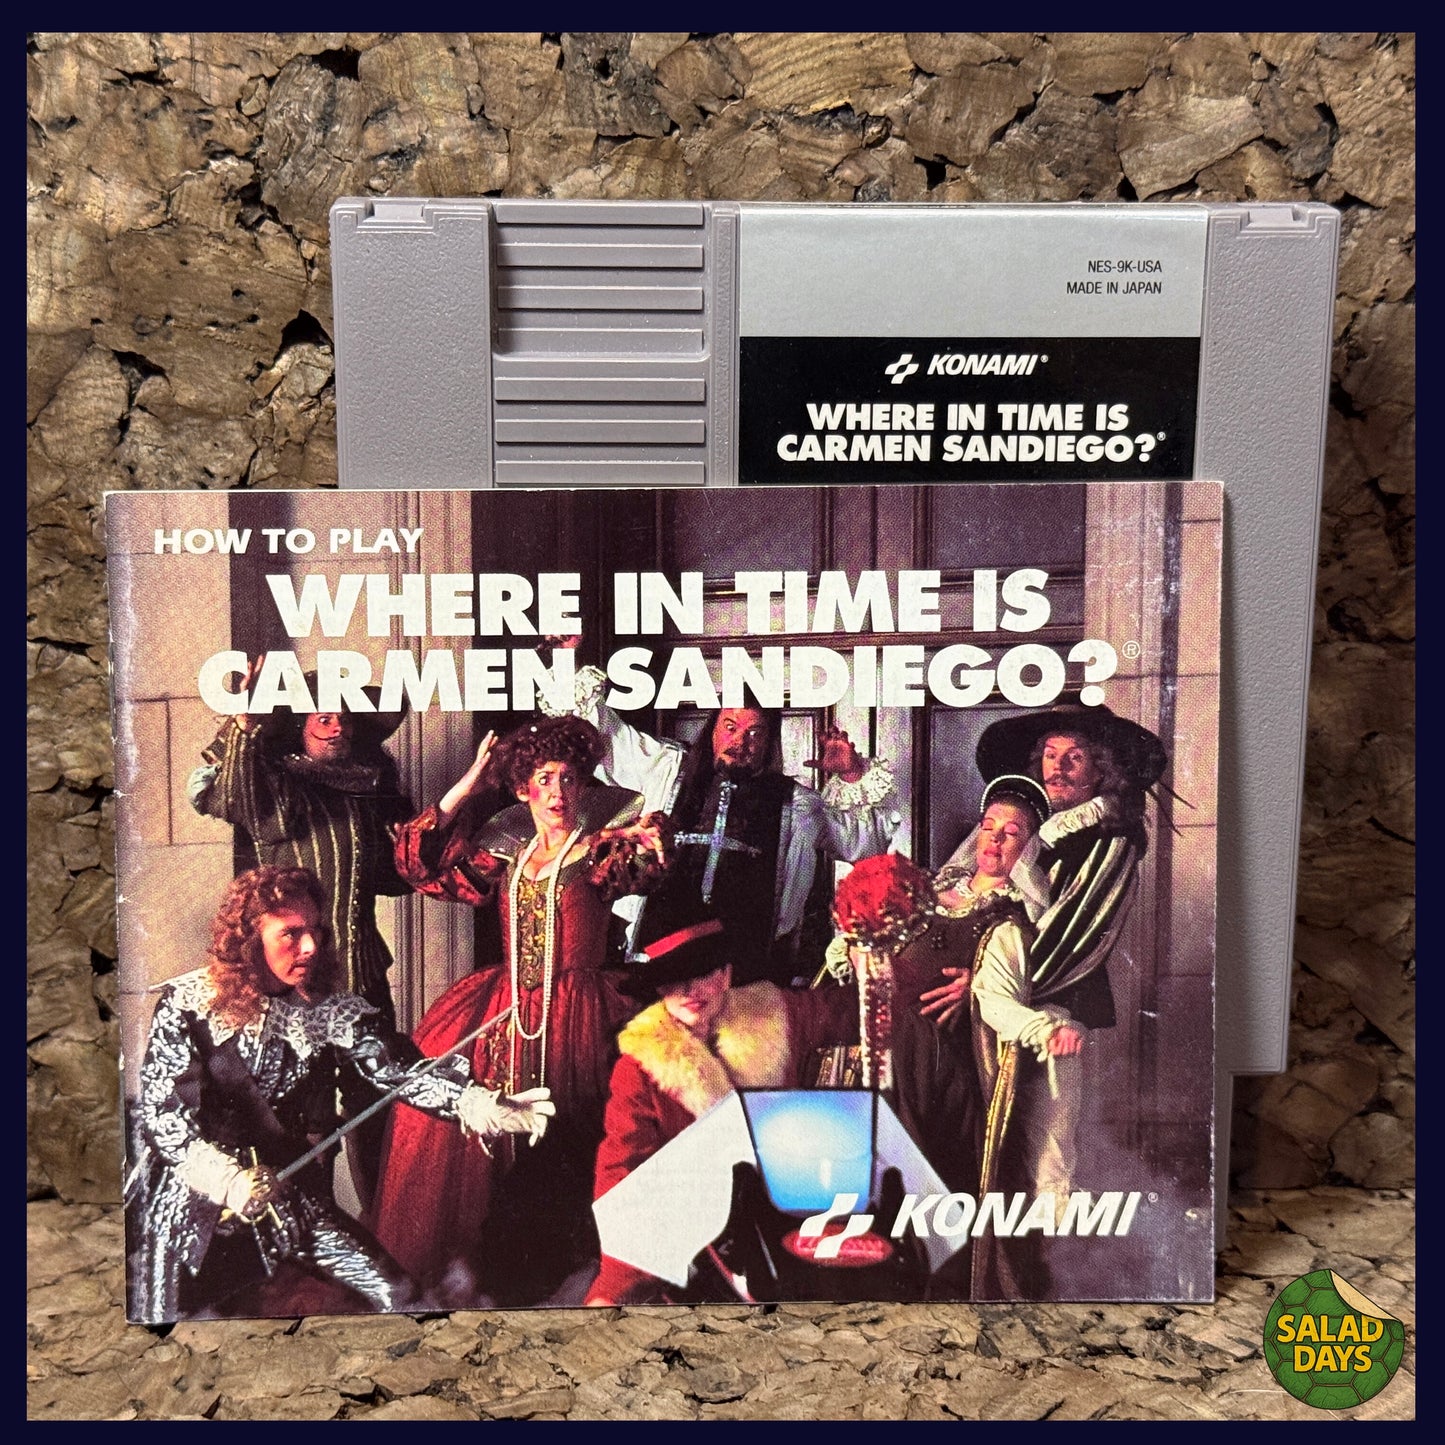 NES-9K-USA
MADE IN JAPAN
KONAMI®
WHERE IN TIME IS
CARMEN SANDIEGO?®
HOW TO PLAY
WHERE IN TIME IS
CARMEN SANDIEGO?®
KONAMI®
SALAD
DAYS